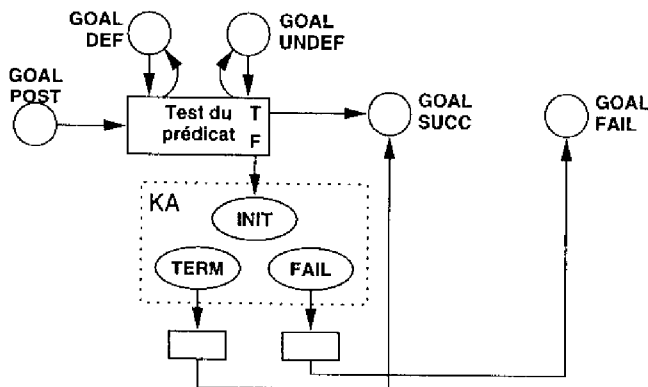 GOAL
DEF
GOAL
UNDEF
GOAL
POST
Test du
prédicat
T
F
GOAL
SUCC
GOAL
FAIL
KA
INIT
TERM
FAIL